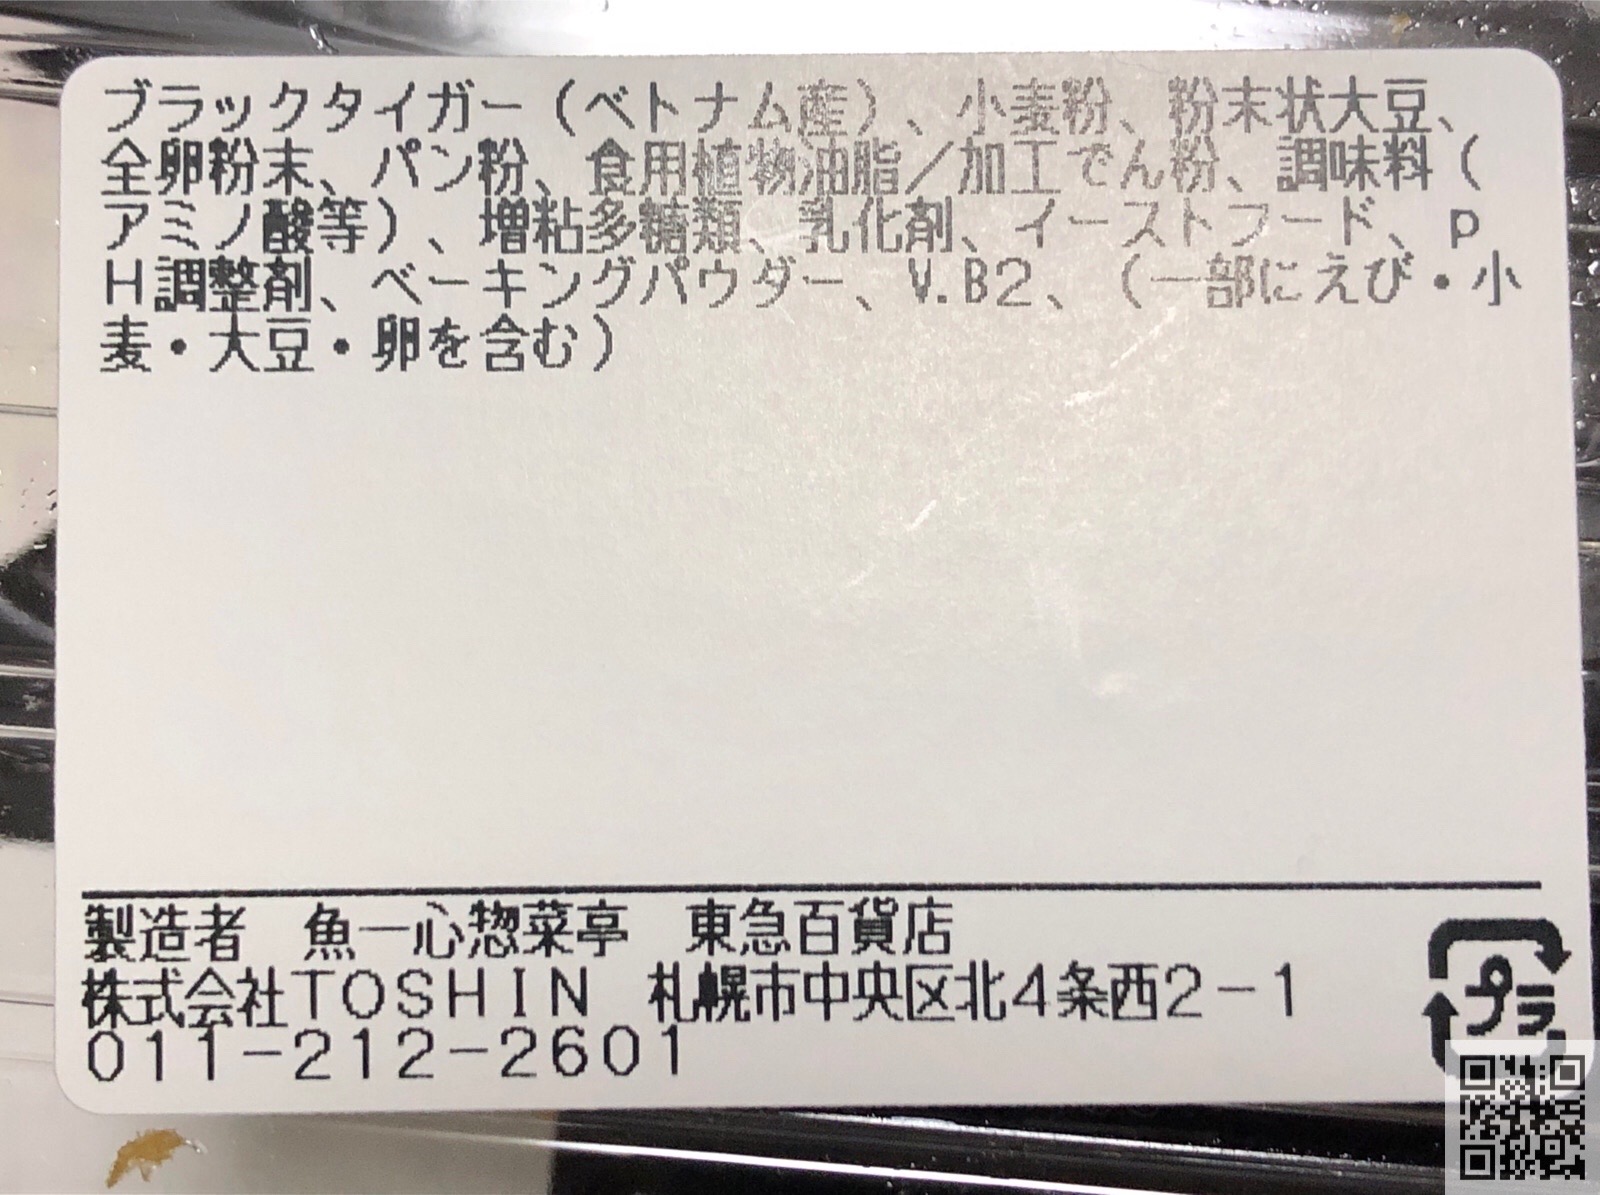 ブラックタイガー（ベトナム産）、小麦粉、粉末状大豆、
全卵粉末、パン粉、食用植物油脂／加工でん粉、調味料（
アミノ酸等）、増粘多糖類、乳化剤、イーストフード、ｐ
Ｈ調整剤、ベーキングパウダー、V.B2、（一部にえび・小
麦・大豆・卵を含む）
製造者　魚一心惣菜亭　東急百貨店
株式会社ＴＯＳＨＩＮ　札幌市中央区北４条西２－１
０１１－２１２－２６０１
プラ